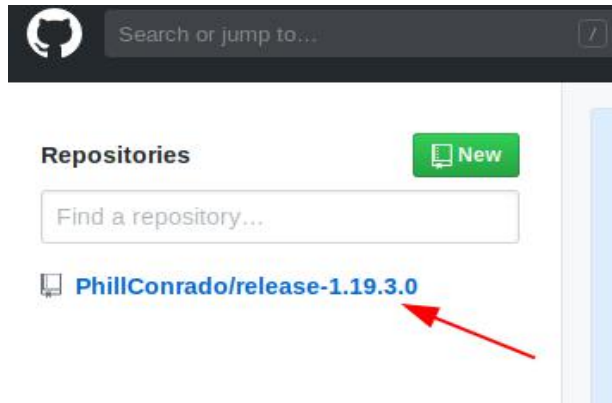 Search or jump to...
/
Repositories
New
Find a repository...
PhillConrado/release-1.19.3.0